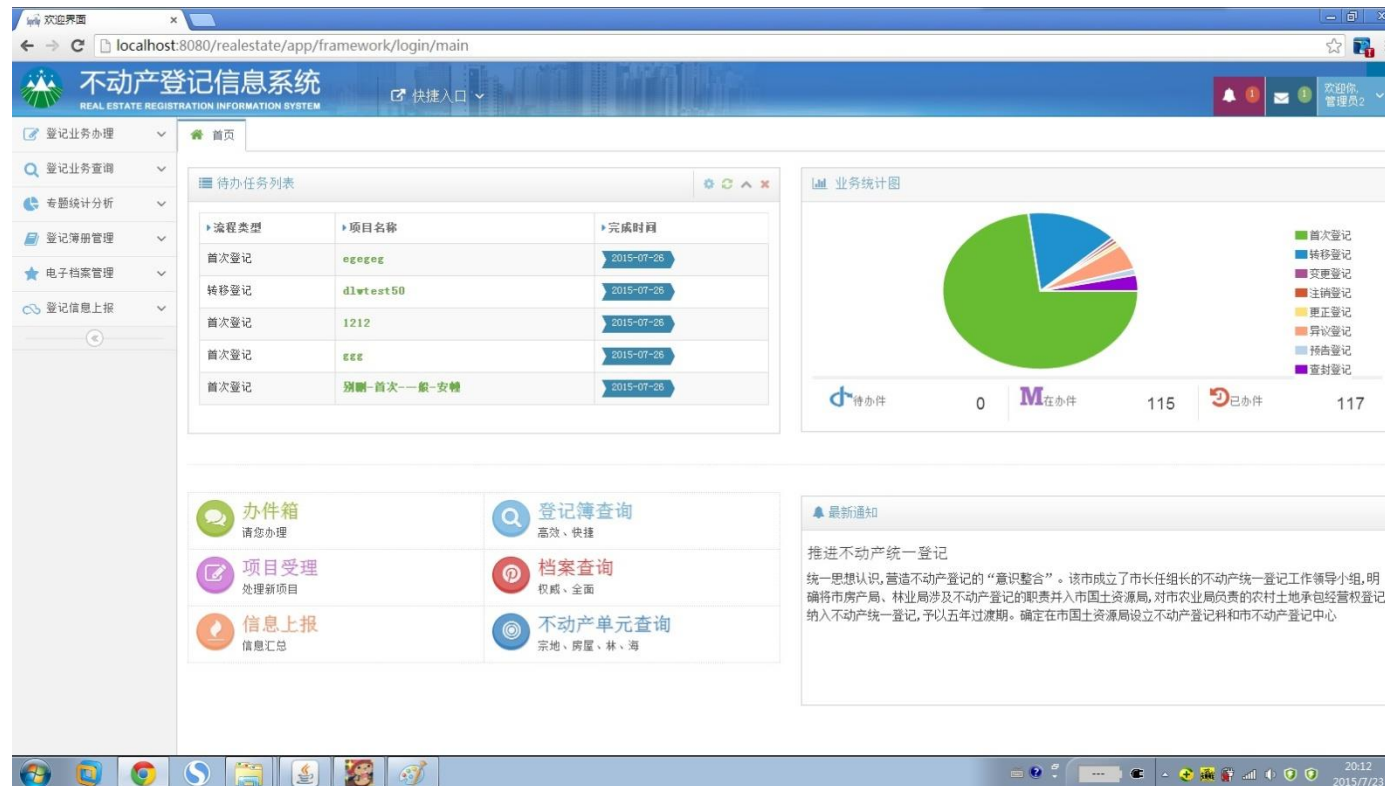 欢迎界面
localhost:8080/realestate/app/framework/login/main
不动产登记信息系统
REAL ESTATE REGISTRATION INFORMATION SYSTEM
快捷入口
1
1
欢迎你,
管理员2
登记业务办理
登记业务查询
专题统计分析
登记簿册管理
电子档案管理
登记信息上报
首页
待办任务列表
流程类型 项目名称 完成时间
首次登记 egegeg 2015-07-26
转移登记 dlwtest50 2015-07-26
首次登记 1212 2015-07-26
首次登记 ggg 2015-07-26
首次登记 别删-首次-一般-安幢 2015-07-26
业务统计图
首次登记
转移登记
变更登记
注销登记
更正登记
异议登记
预告登记
查封登记
待办件 0 M在办件 115 已办件 117
办件箱
请您办理
登记簿查询
高效、快捷
项目受理
处理新项目
档案查询
权威、全面
信息上报
信息汇总
不动产单元查询
宗地、房屋、林、海
最新通知
推进不动产统一登记
统一思想认识,营造不动产登记的“意识整合”。该市成立了市长任组长的不动产统一登记工作领导小组,明
确将市房产局、林业局涉及不动产登记的职责并入市国土资源局,对市农业局负责的农村土地承包经营权登记
纳入不动产统一登记,予以五年过渡期。确定在市国土资源局设立不动产登记科和市不动产登记中心
20:12
2015/7/23